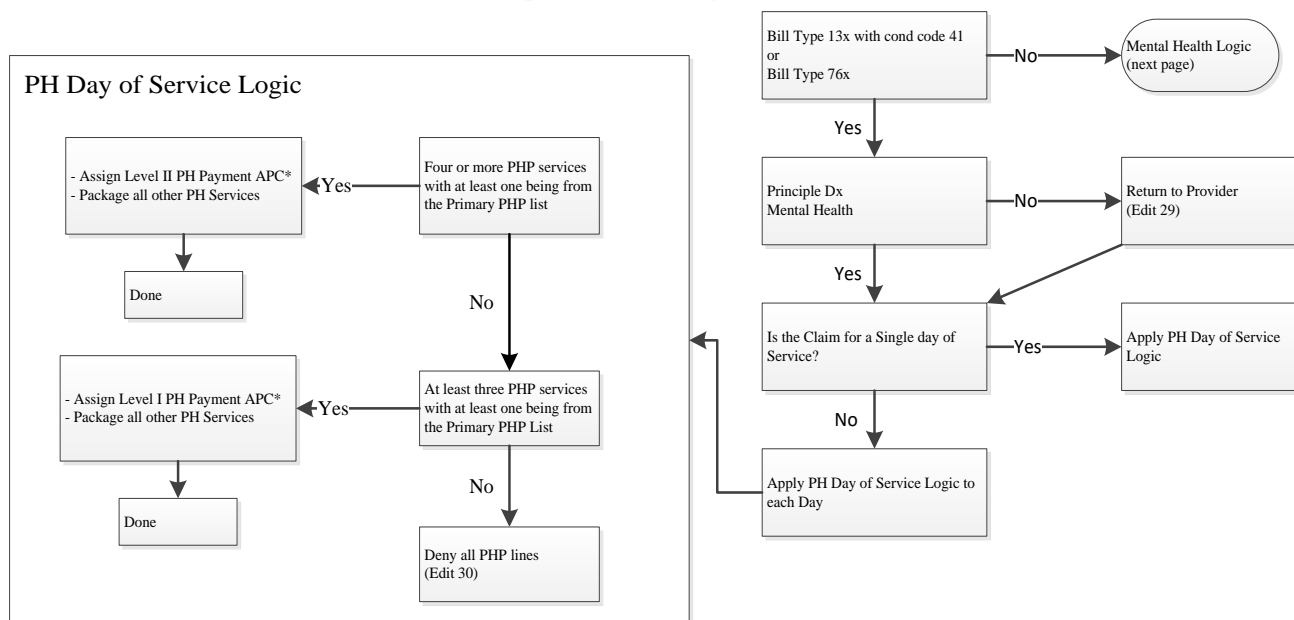 PH Day of Service Logic
- Assign Level II PH Payment APC*
- Package all other PH Services
Yes
Four or more PHP services
with at least one being from
the Primary PHP list
Done
No
- Assign Level I PH Payment APC*
- Package all other PH Services
Yes
At least three PHP services
with at least one being from
the Primary PHP List
Done
No
Deny all PHP lines
(Edit 30)
Bill Type 13x with cond code 41
or
Bill Type 76x
No
Mental Health Logic
(next page)
Yes
Principle Dx
Mental Health
No
Return to Provider
(Edit 29)
Yes
Is the Claim for a Single day of
Service?
Yes
Apply PH Day of Service
Logic
No
Apply PH Day of Service Logic to
each Day